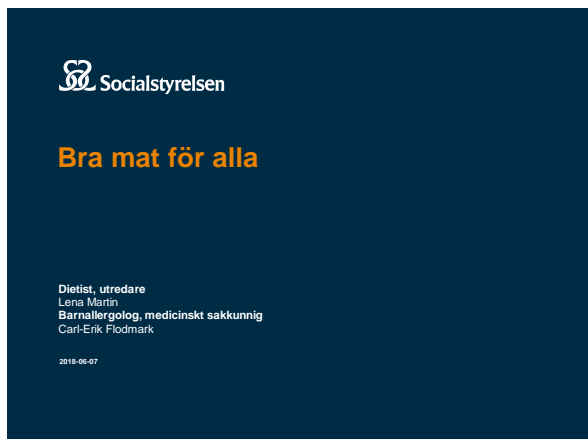 Socialstyrelsen
Bra mat för alla
Dietist, utredare
Lena Martin
Barnallergolog, medicinskt sakkunnig
Carl-Erik Flodmark
2018-06-07